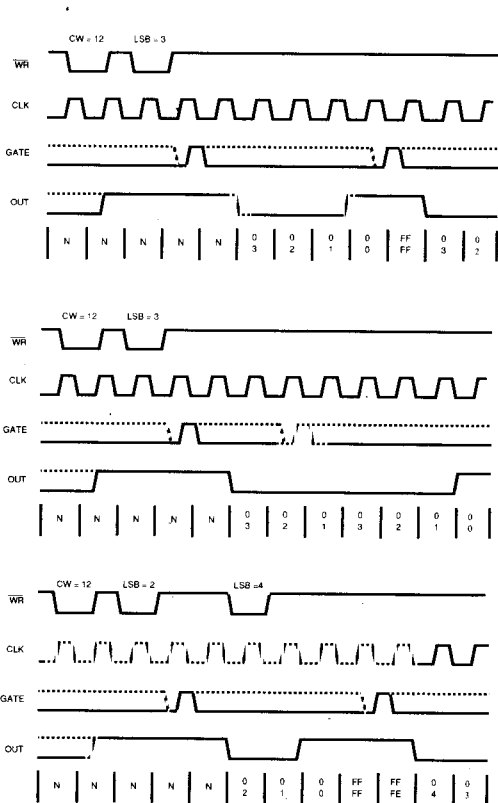 CW = 12 LSB = 3
WR
CLK
GATE
OUT
N N N N N 0 0 0 0 FF 0 0
3 2 1 0 FF 3 2
CW = 12 LSB = 3
WR
CLK
GATE
OUT
N N N N N 0 0 0 0 0 0 0
3 2 1 3 2 1 0
CW = 12 LSB = 2 LSB = 4
WR
CLK
GATE
OUT
N N N N N 0 0 0 FF FF 0 0
2 1 0 FF FE 4 3